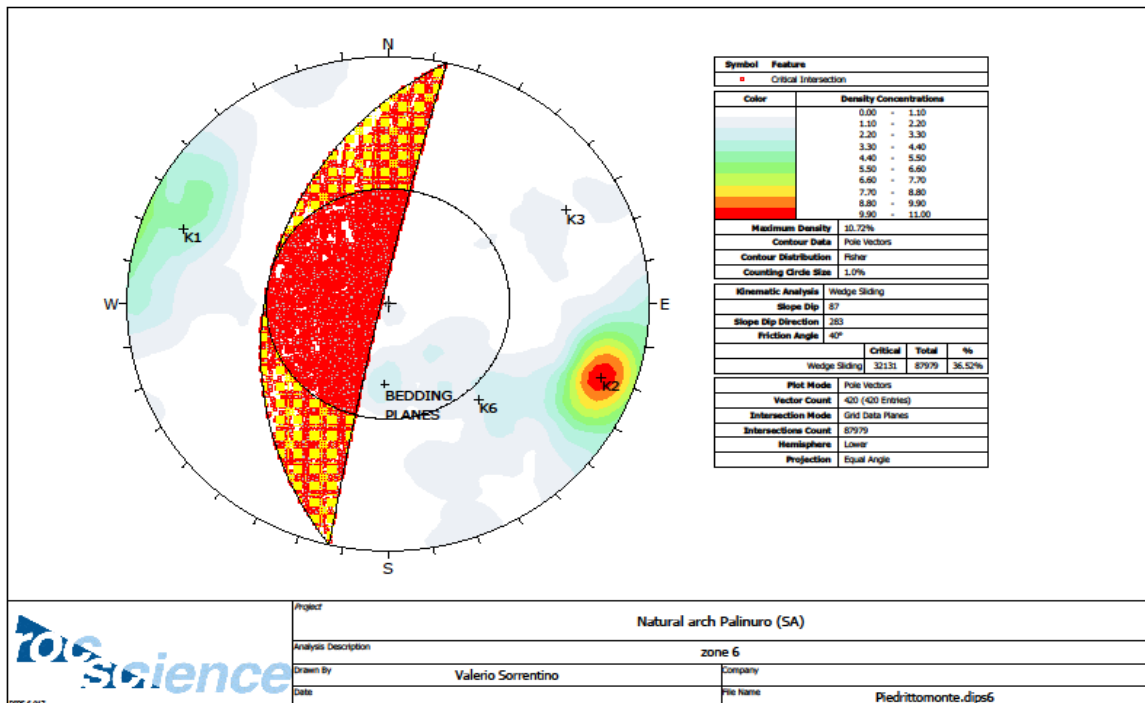 N
W
E
S
K1
K3
K2
K6
BEDDING
PLANES
Symbol Feature
Critical Intersection
Color Density Concentrations
0.00 - 1.10
1.10 - 2.20
2.20 - 3.30
3.30 - 4.40
4.40 - 5.50
5.50 - 6.60
6.60 - 7.70
7.70 - 8.80
8.80 - 9.90
9.90 - 11.00
Maximum Density 10.72%
Contour Data Pole Vectors
Contour Distribution Fisher
Counting Circle Size 1.0%
Kinematic Analysis Wedge Sliding
Slope Dip 87
Slope Dip Direction 283
Friction Angle 40°
Critical Total %
Wedge Sliding 32131 87979 36.52%
Plot Mode Pole Vectors
Vector Count 420 (420 Entries)
Intersection Mode Grid Data Planes
Intersections Count 87979
Hemisphere Lower
Projection Equal Angle
rocscience
Project
Natural arch Palinuro (SA)
Analysis Description
zone 6
Drawn By Valerio Sorrentino Company
Date File Name Piedrittomonte.dips6